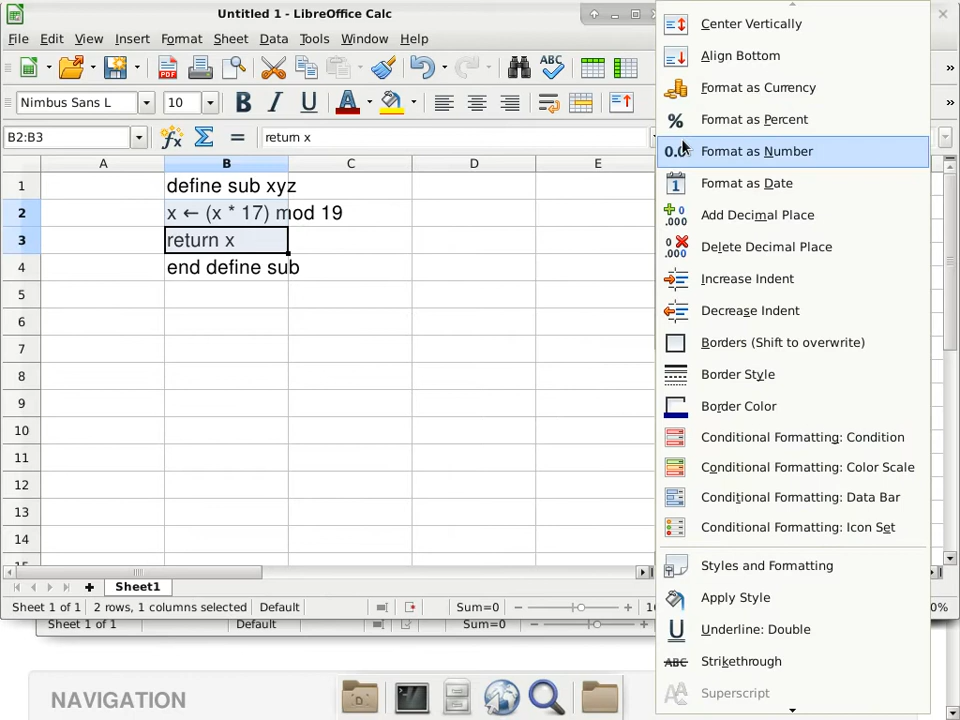 Untitled 1 - LibreOffice Calc
File Edit View Insert Format Sheet Data Tools Window Help
Nimbus Sans L 10
B2:B3 return x
A B C D E
1 define sub xyz
2 x ← (x * 17) mod 19
3 return x
4 end define sub
5
6
7
8
9
10
11
12
13
14
Sheet1
Sheet 1 of 1 2 rows, 1 columns selected Default Sum=0
Sheet 1 of 1 Default Sum=0
NAVIGATION
Center Vertically
Align Bottom
Format as Currency
Format as Percent
Format as Number
Format as Date
Add Decimal Place
Delete Decimal Place
Increase Indent
Decrease Indent
Borders (Shift to overwrite)
Border Style
Border Color
Conditional Formatting: Condition
Conditional Formatting: Color Scale
Conditional Formatting: Data Bar
Conditional Formatting: Icon Set
Styles and Formatting
Apply Style
Underline: Double
Strikethrough
Superscript